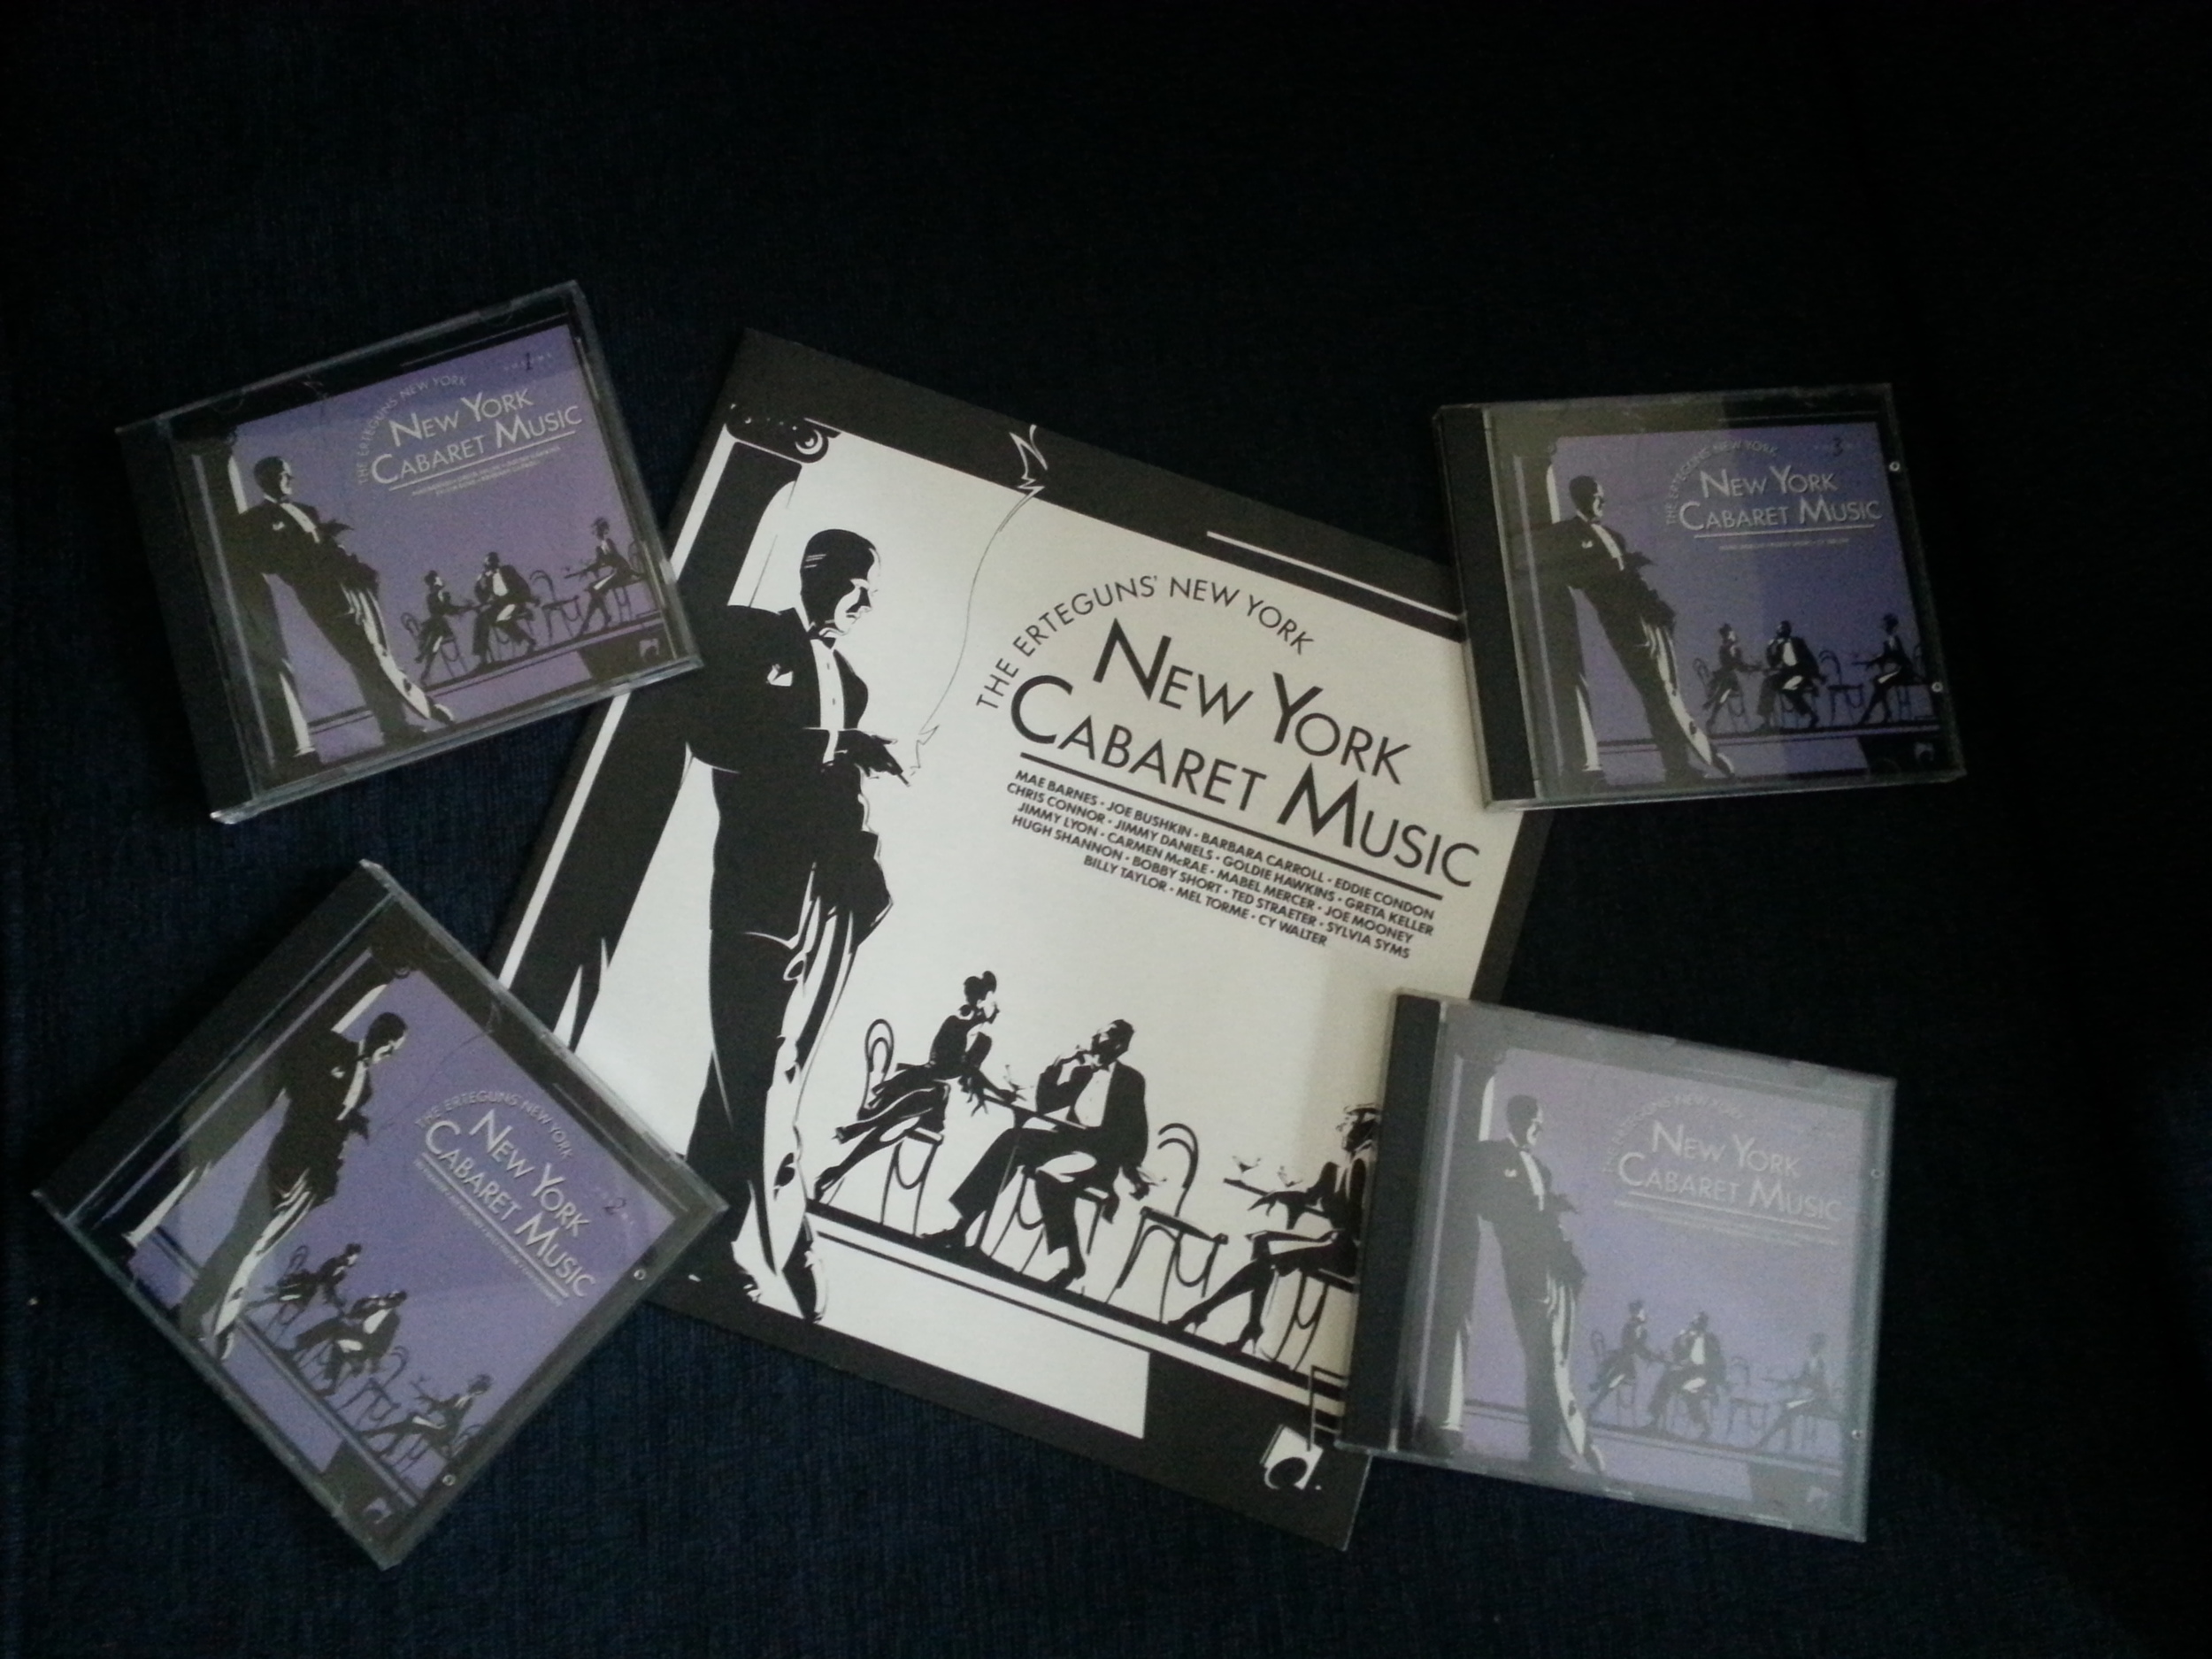 THE ERTEGUNS' NEW YORK
NEW YORK
CABARET MUSIC
1
THE ERTEGUNS' NEW YORK
NEW YORK
CABARET MUSIC
MAE BARNES • JOE BUSHKIN • BARBARA CARROLL • EDDIE CONDON
CHRIS CONNOR • JIMMY DANIELS • GOLDIE HAWKINS • GRETA KELLER
JIMMY LYON • CARMEN McRAE • MABEL MERCER • JOE MOONEY
HUGH SHANNON • BOBBY SHORT • TED STRAETER • SYLVIA SYMS
BILLY TAYLOR • MEL TORME • CY WALTER
THE ERTEGUNS' NEW YORK
NEW YORK
CABARET MUSIC
3
THE ERTEGUNS' NEW YORK
NEW YORK
CABARET MUSIC
2
THE ERTEGUNS' NEW YORK
NEW YORK
CABARET MUSIC